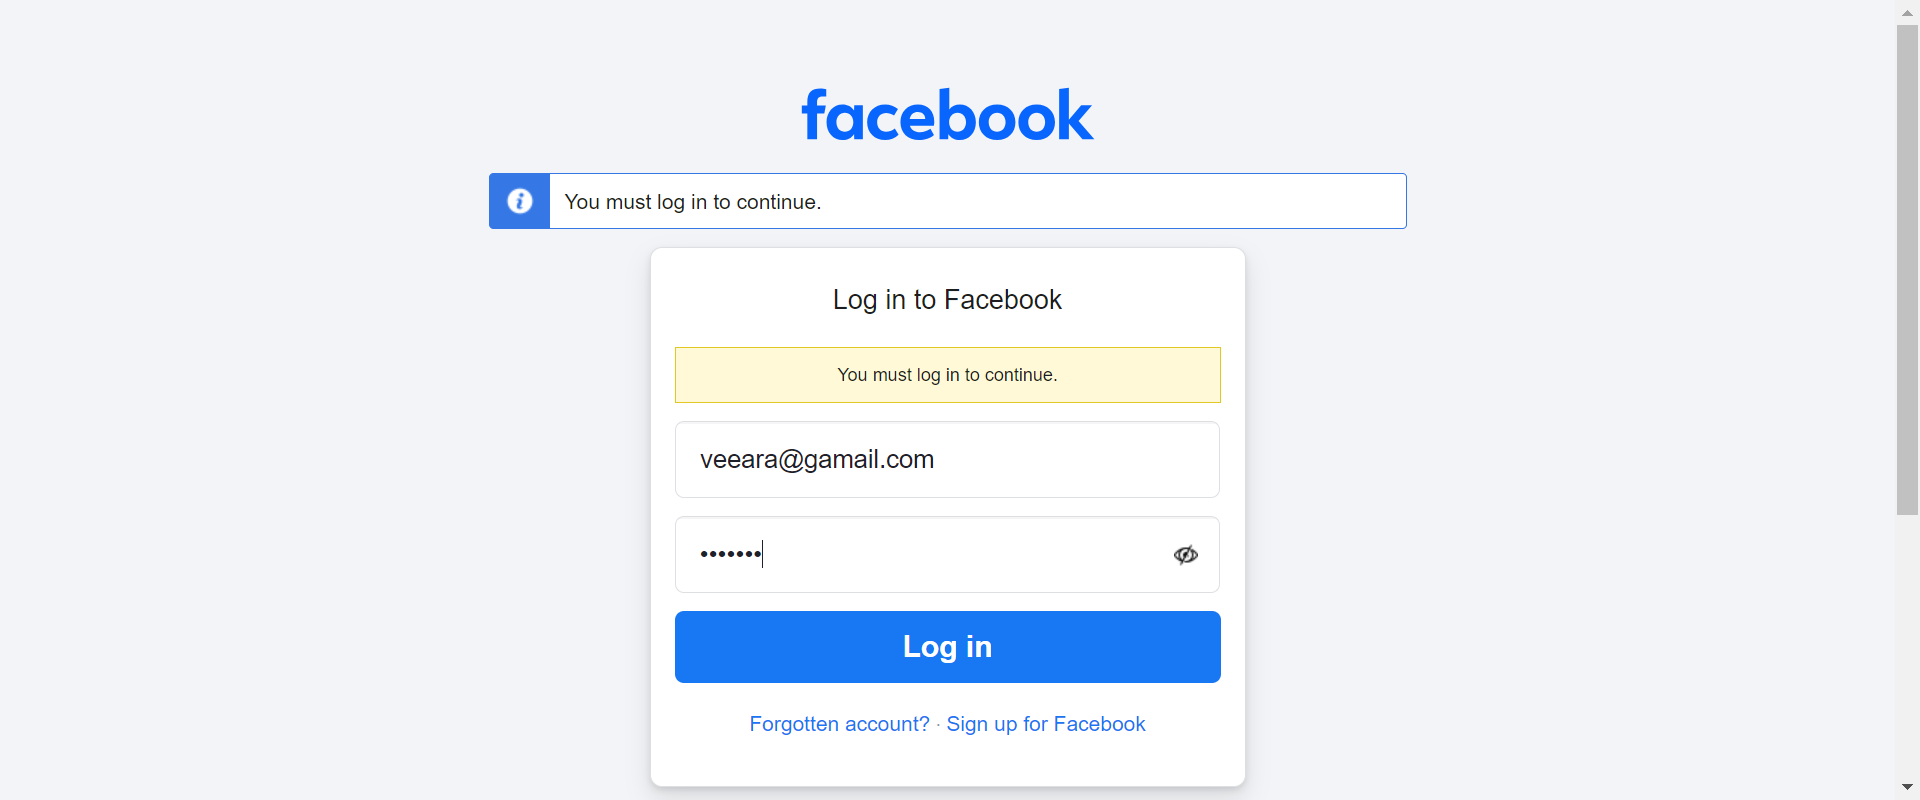 facebook
You must log in to continue.
Log in to Facebook
You must log in to continue.
veeara@gamail.com
•••••••
Log in
Forgotten account? · Sign up for Facebook